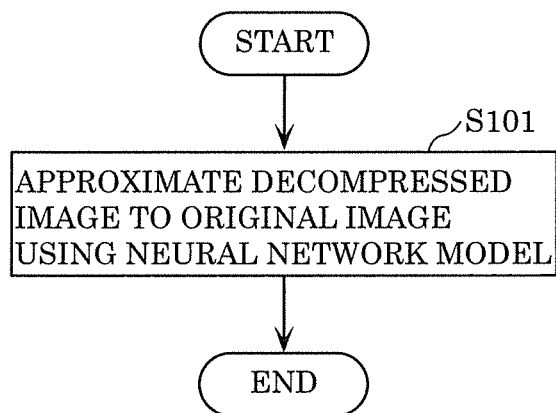 START
S101
APPROXIMATE DECOMPRESSED
IMAGE TO ORIGINAL IMAGE
USING NEURAL NETWORK MODEL
END